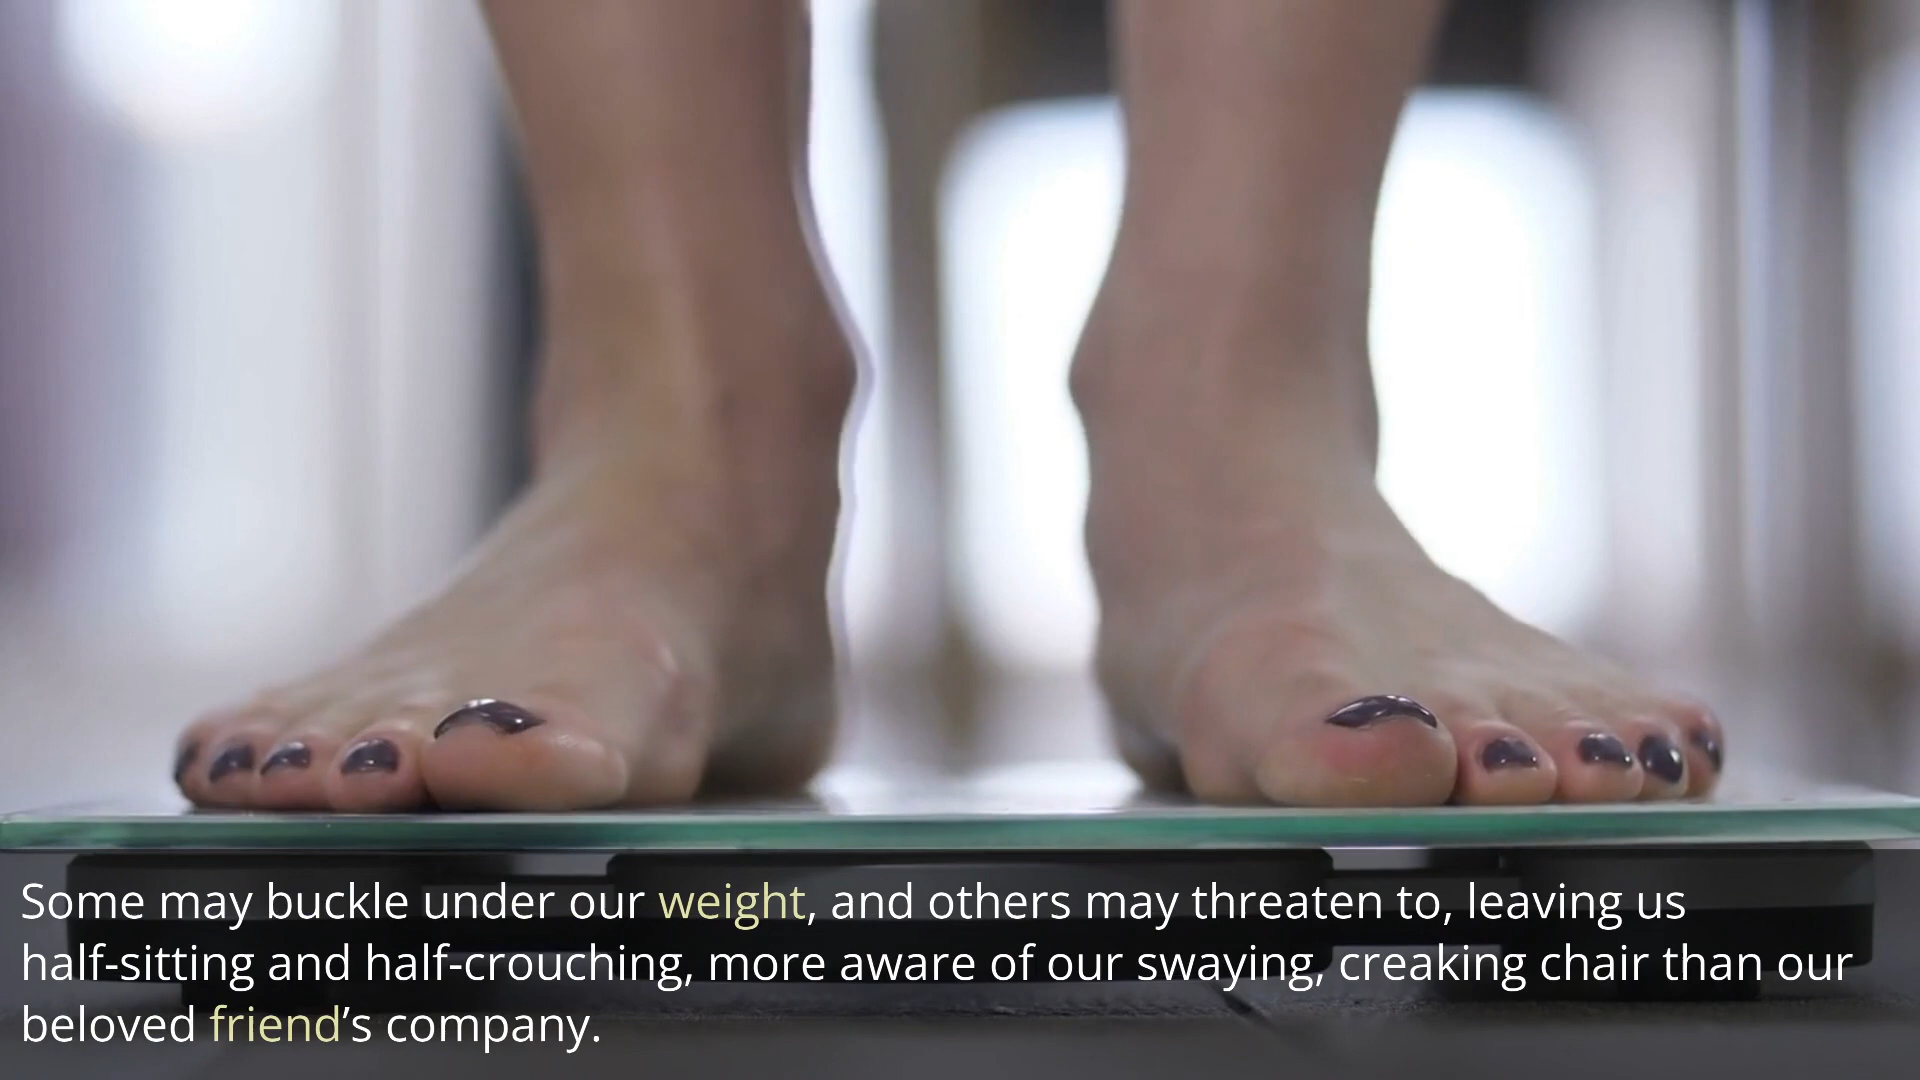 Some may buckle under our weight, and others may threaten to, leaving us
half-sitting and half-crouching, more aware of our swaying, creaking chair than our
beloved friend’s company.